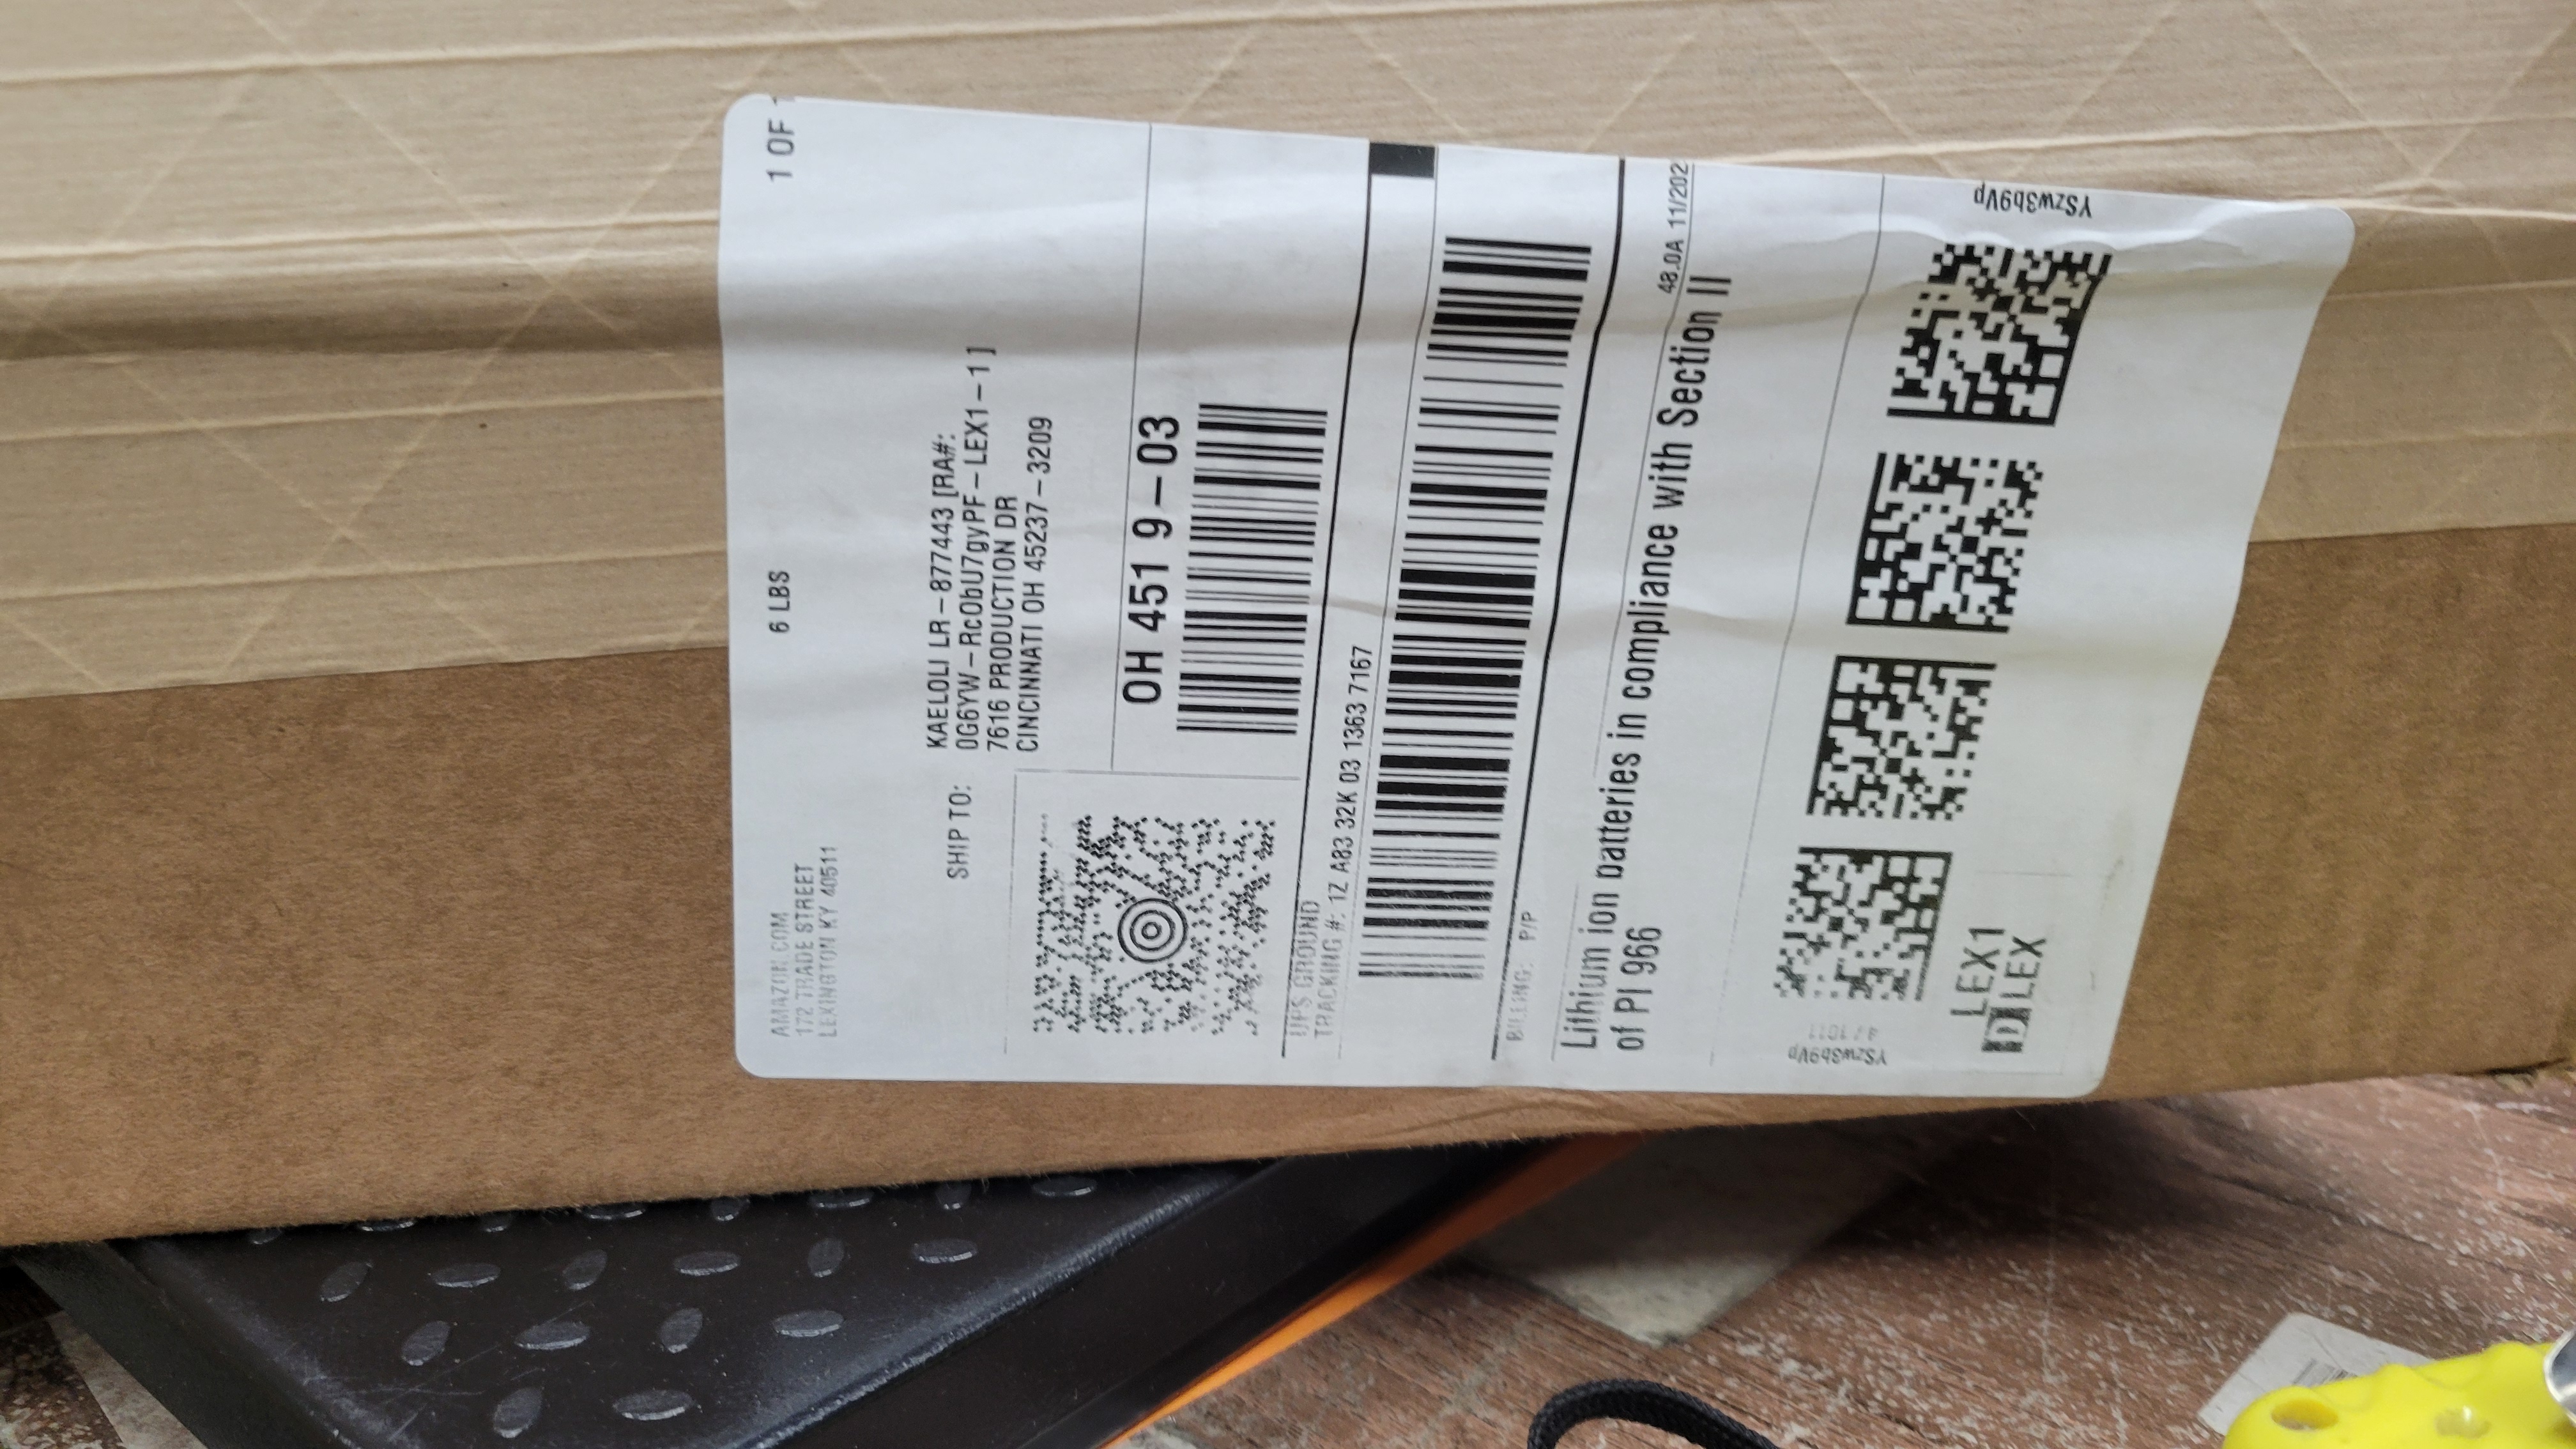 AMAZON.COM
172 TRADE STREET
LEXINGTON KY 40511
6 LBS
1 OF
SHIP TO:
KAELOLI LR-877443 [RA#:
0G6YW-RcObU7gyPF-LEX1-1]
7616 PRODUCTION DR
CINCINNATI OH 45237-3209
OH 451 9-03
UPS GROUND
TRACKING #: 1Z A83 32K 03 1363 7167
BILLING: P/P
48.0A 11/202
Lithium ion batteries in compliance with Section II
of PI 966
YSzw3b9Vp
YSzw3b9Vp
LEX1
D LEX